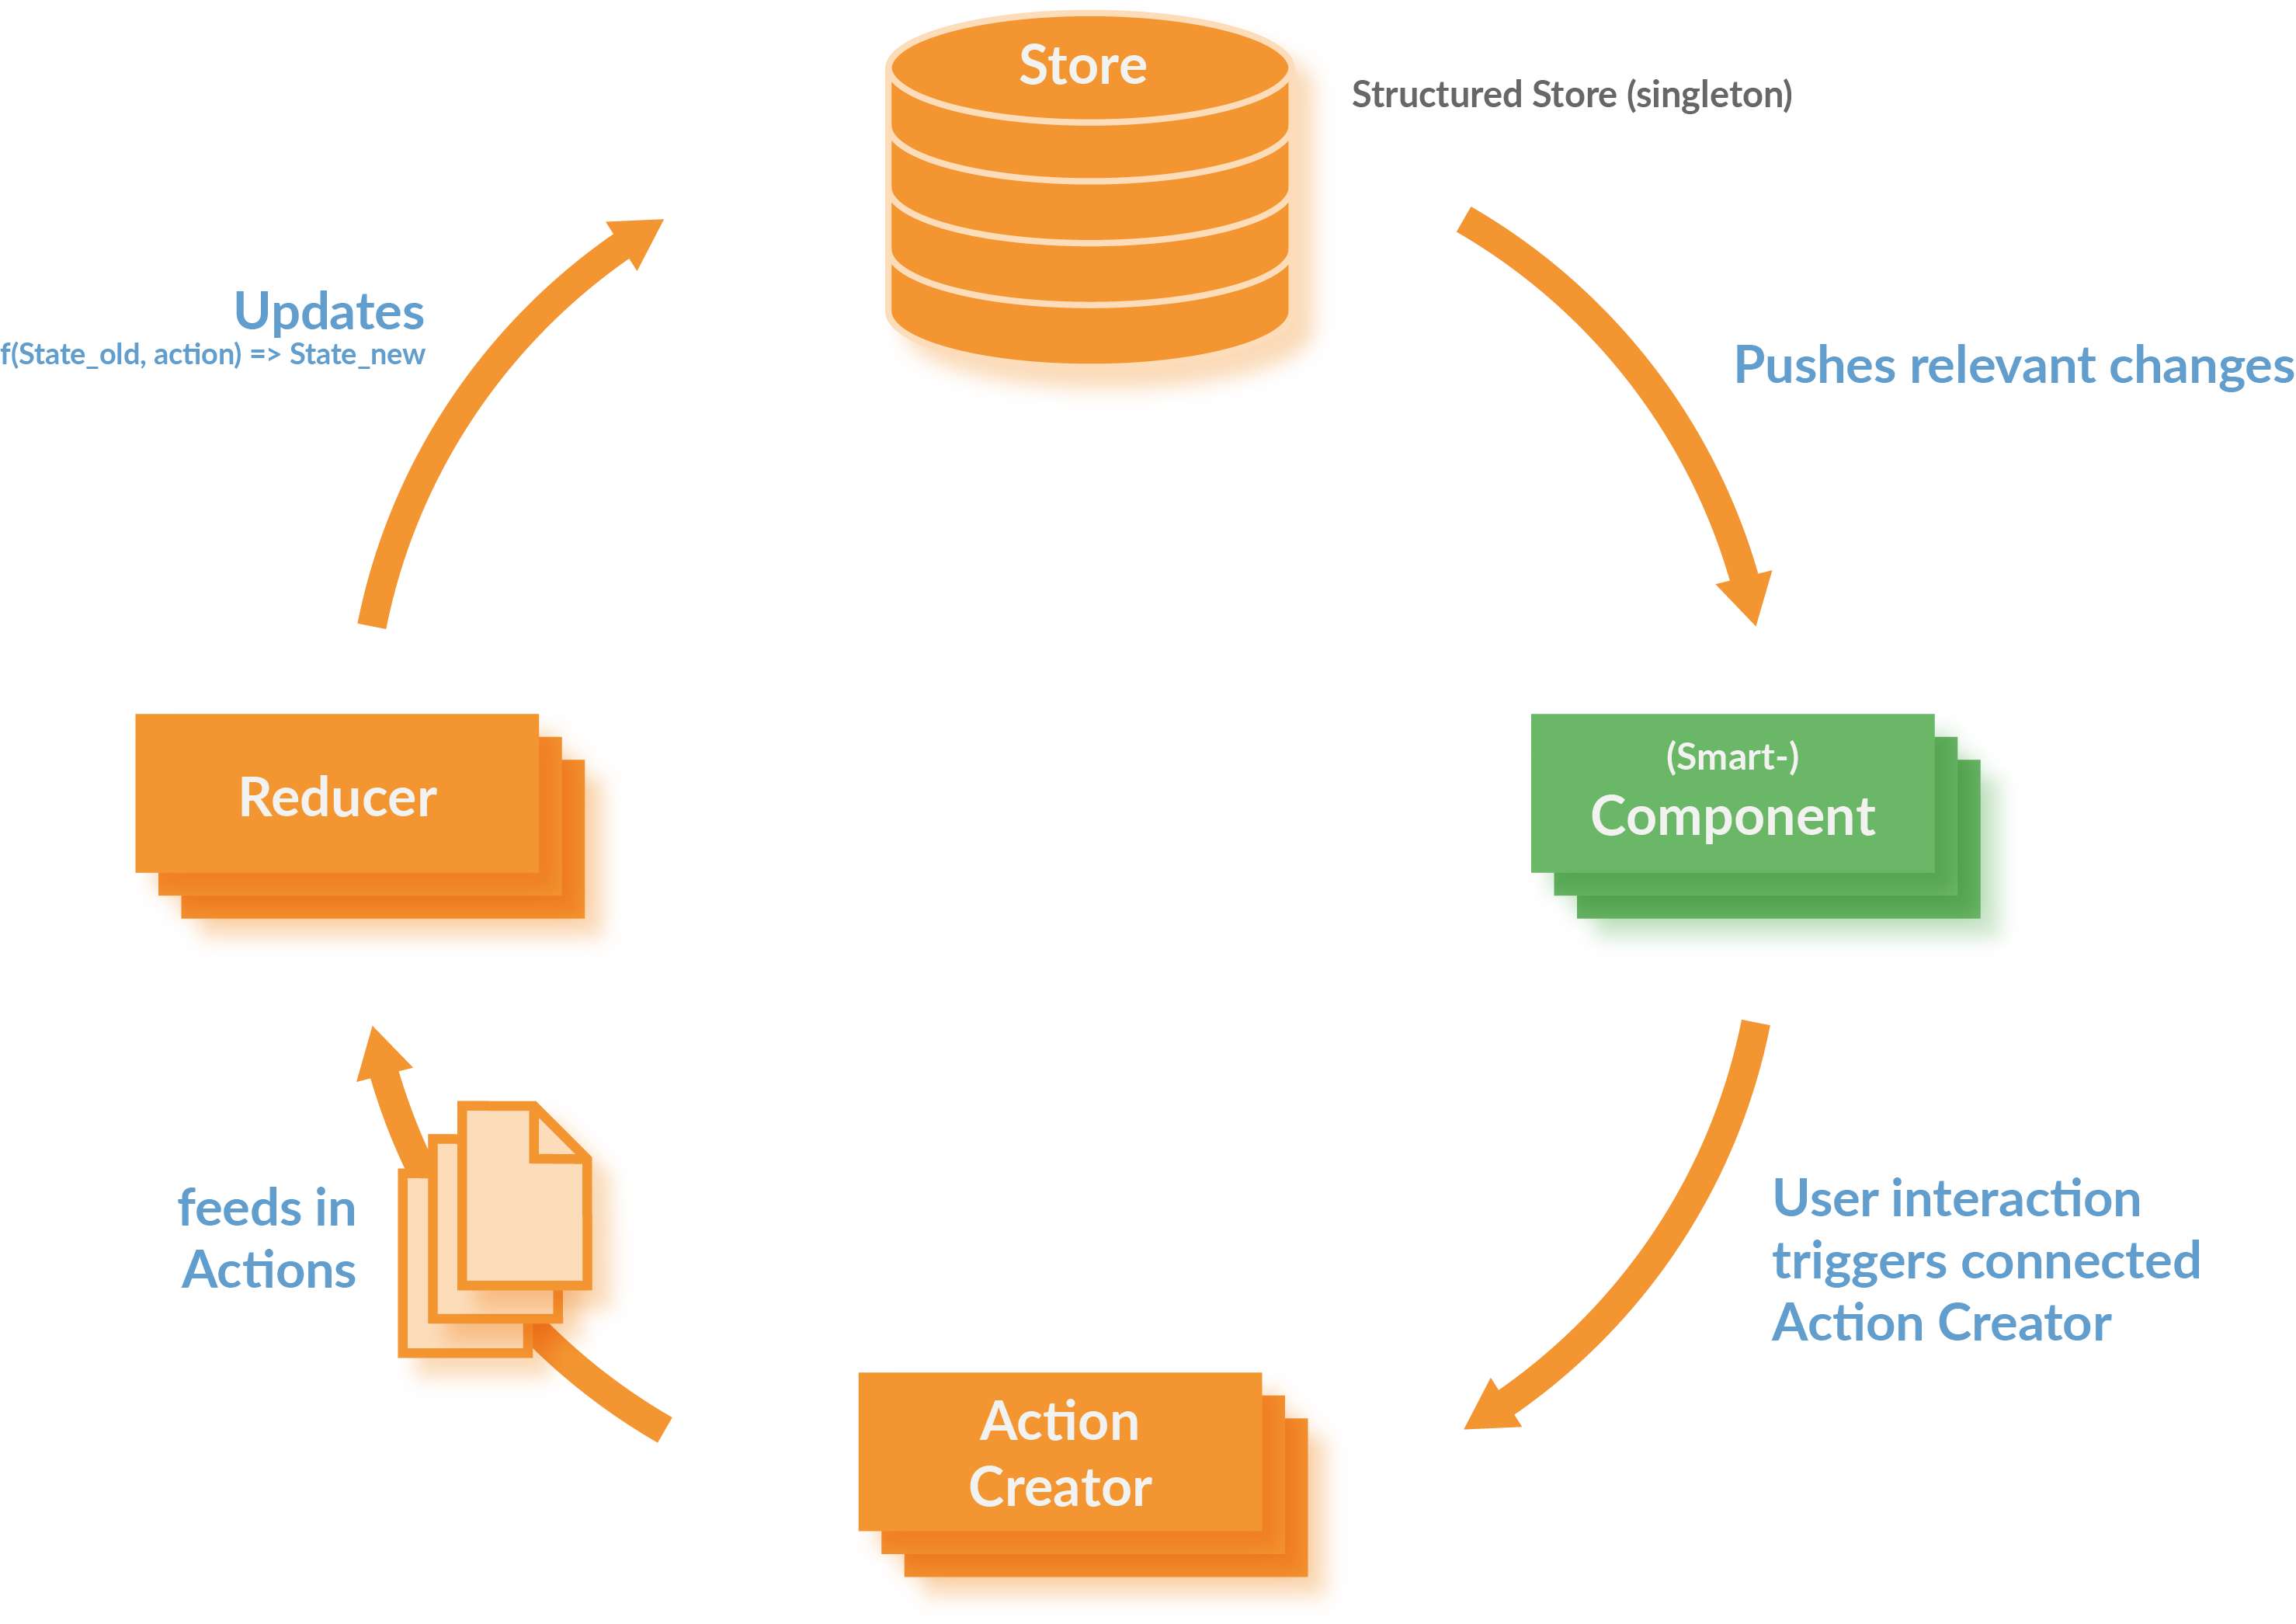 Store
Structured Store (singleton)
Updates
f(State_old, action) => State_new
Pushes relevant changes
Reducer
(Smart-)
Component
feeds in
Actions
User interaction
triggers connected
Action Creator
Action
Creator